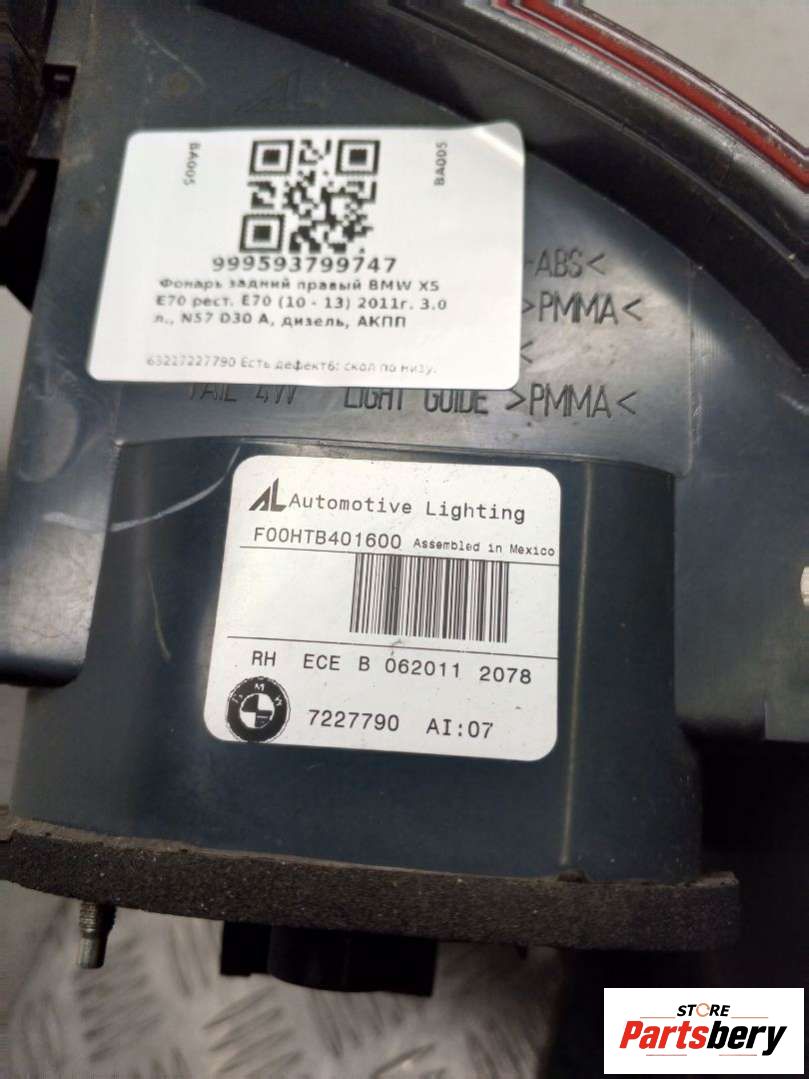 BA005
BA005
999593799747
Фонарь задний правый BMW X5
E70 рест. E70 (10 - 13) 2011г. 3.0
л., N57 D30 A, дизель, АКПП
63217227790 Есть дефект6: скол по низу.
-ABS<
>PMMA<
<
TAIL 4W LIGHT GUIDE >PMMA<
AL Automotive Lighting
F00HTB401600 Assembled in Mexico
RH ECE B 062011 2078
BMW
7227790 AI:07
STORE
Partsbery